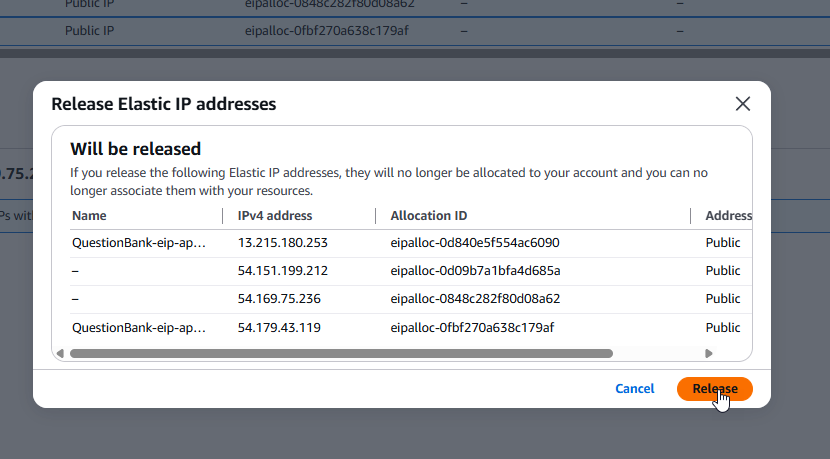 Public IP eipalloc-0848c282f80d08a62 – –
Public IP eipalloc-0fbf270a638c179af – –
Release Elastic IP addresses
.75.2
Will be released
If you release the following Elastic IP addresses, they will no longer be allocated to your account and you can no
longer associate them with your resources.
Ps wit
Name IPv4 address Allocation ID Address
QuestionBank-eip-ap... 13.215.180.253 eipalloc-0d840e5f554ac6090 Public
– 54.151.199.212 eipalloc-0d09b7a1bfa4d685a Public
– 54.169.75.236 eipalloc-0848c282f80d08a62 Public
QuestionBank-eip-ap... 54.179.43.119 eipalloc-0fbf270a638c179af Public
Cancel Release